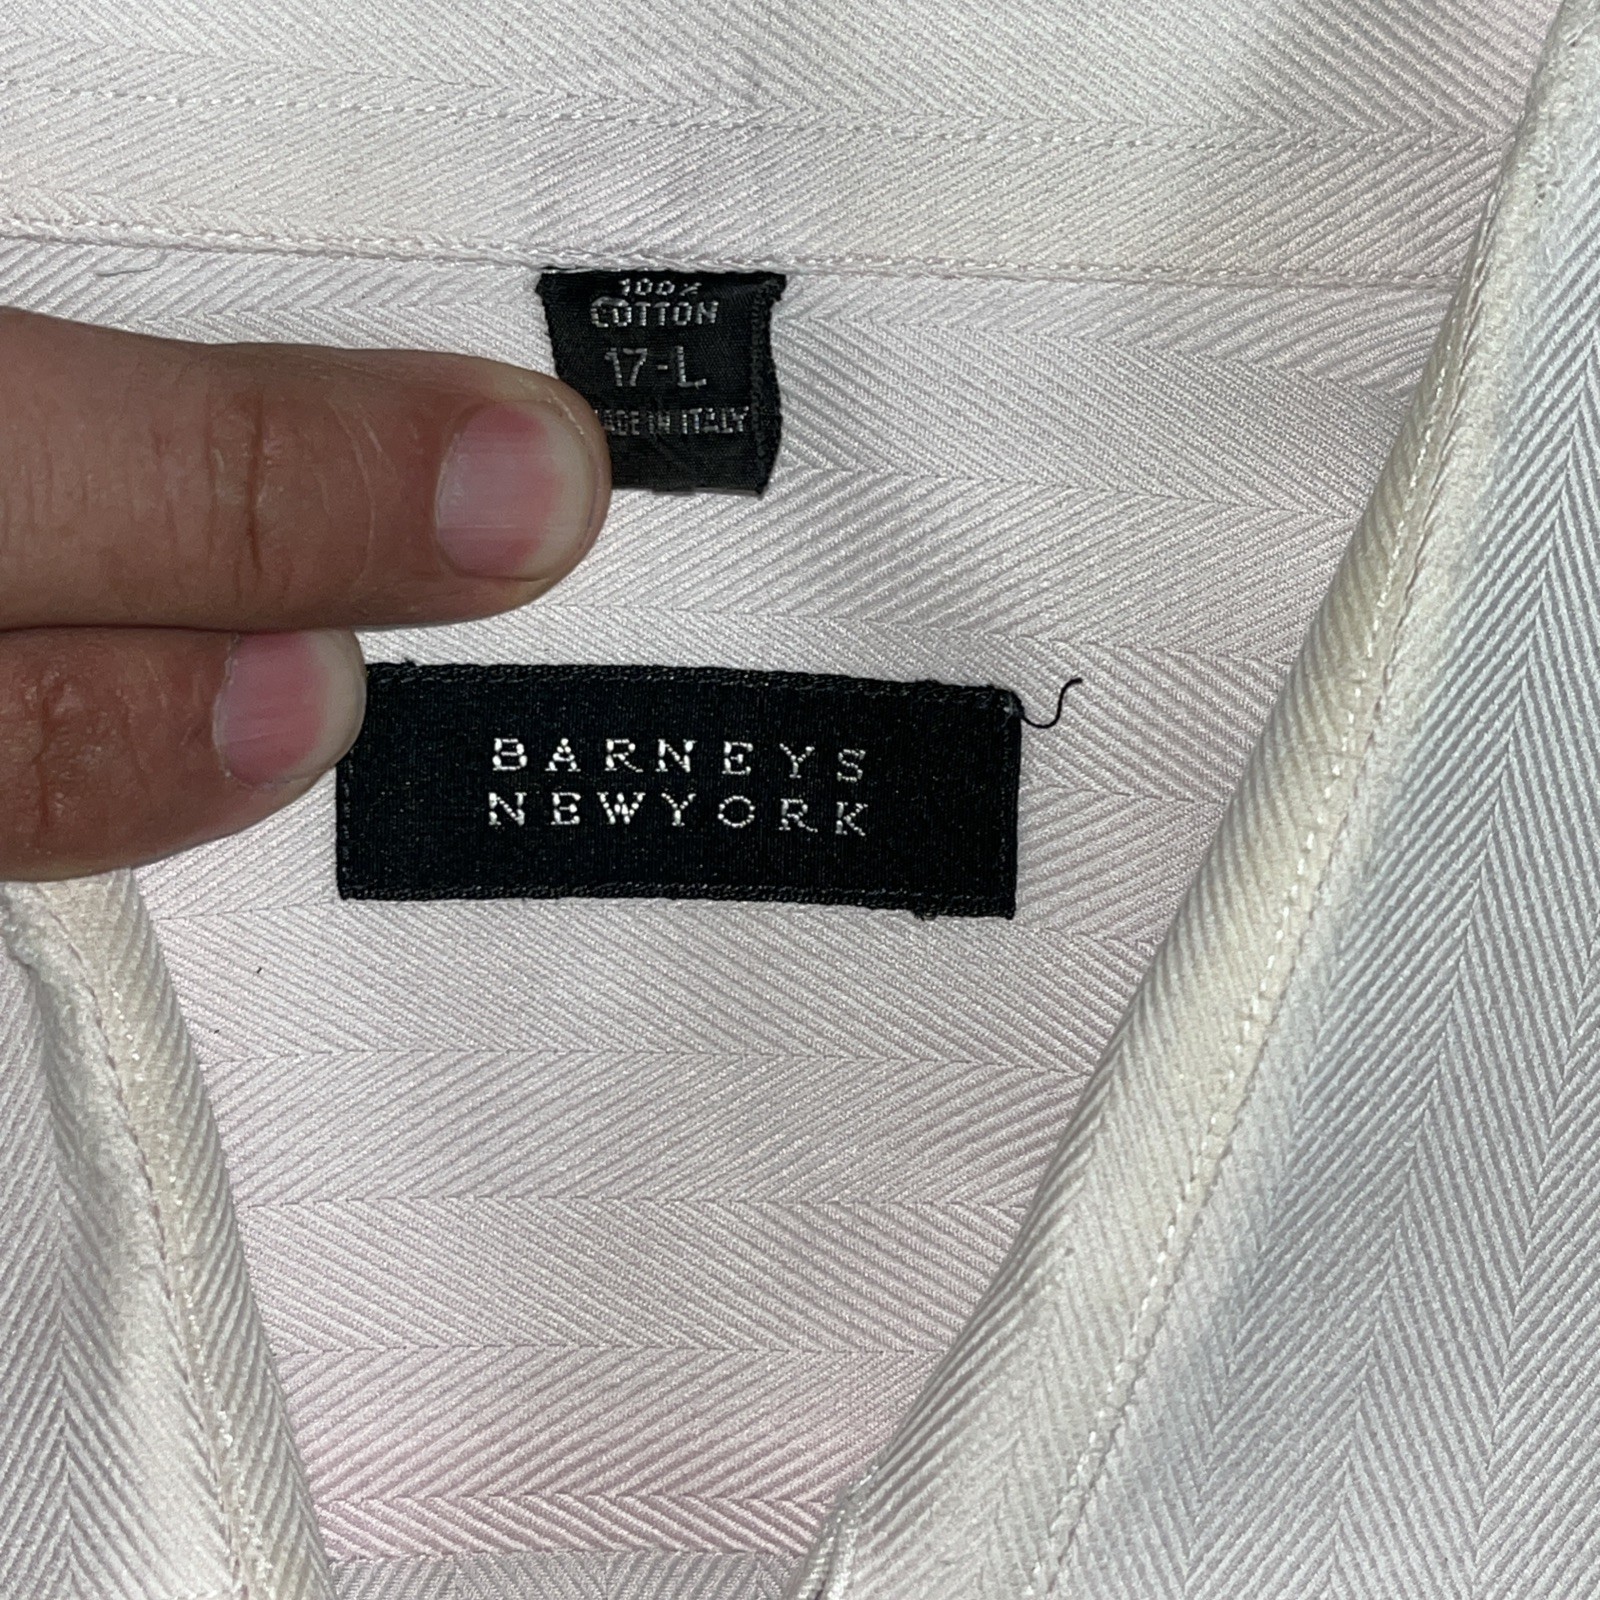 100%
COTTON
17-L
MADE IN ITALY
BARNEYS
NEWYORK